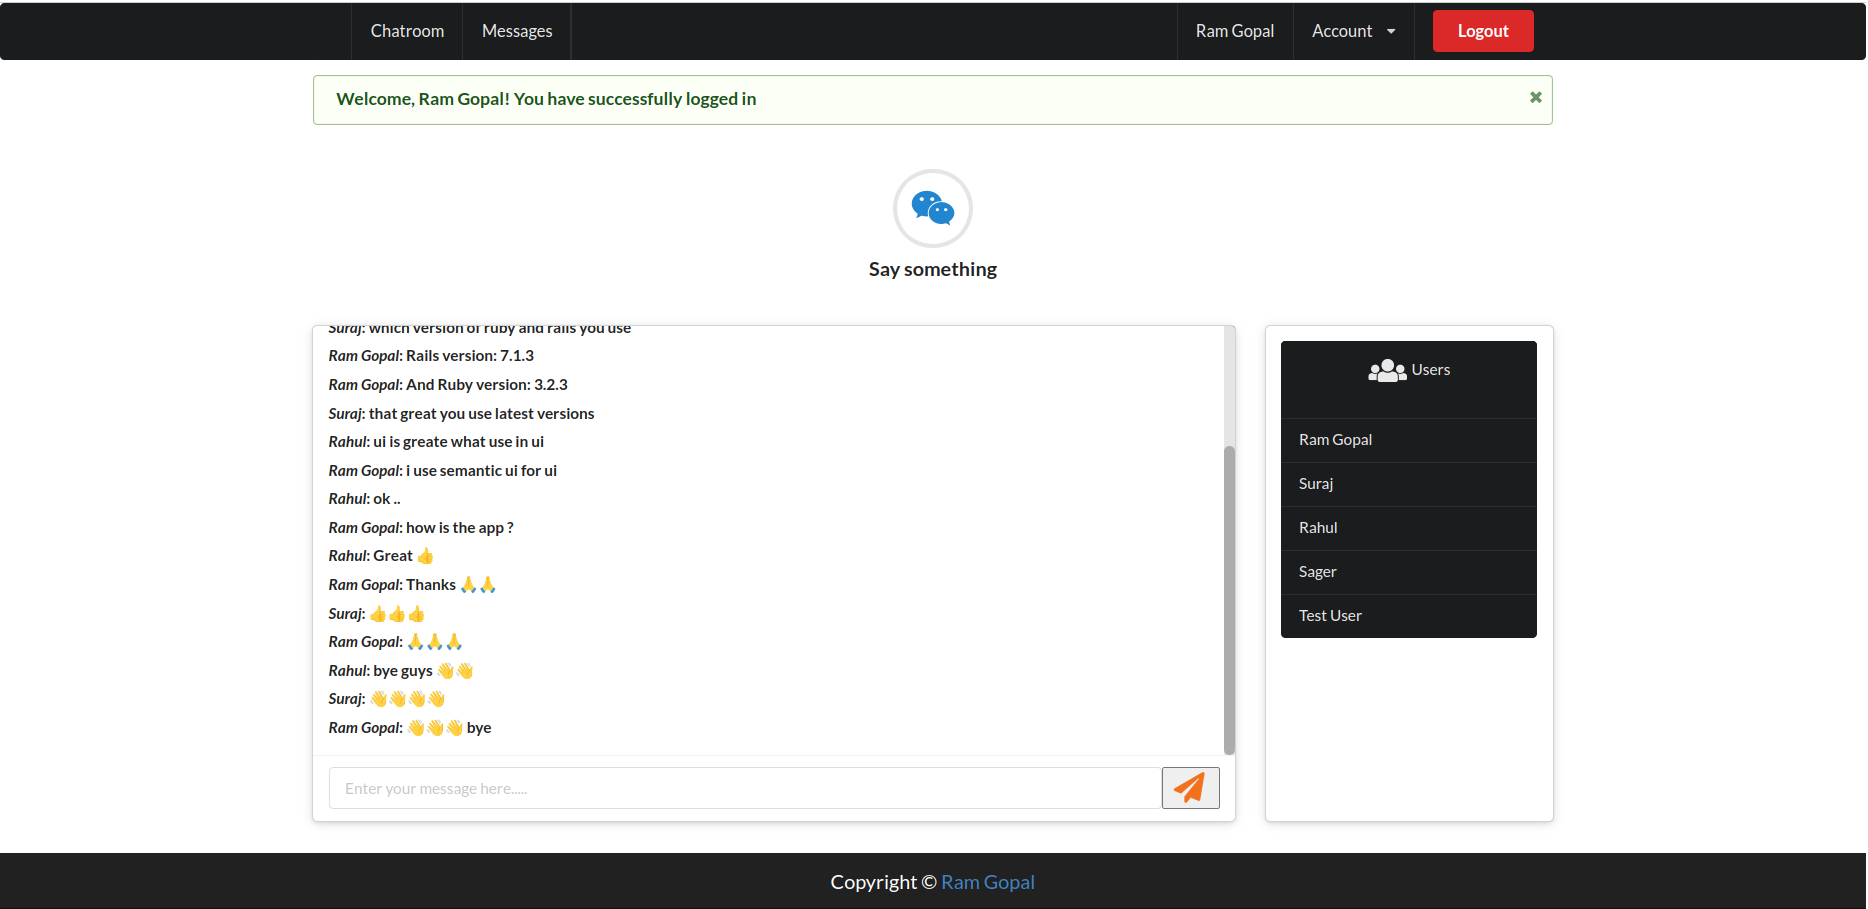 Chatroom Messages Ram Gopal Account Logout
Welcome, Ram Gopal! You have successfully logged in
Say something
Suraj: which version of ruby and rails you use
Ram Gopal: Rails version: 7.1.3
Ram Gopal: And Ruby version: 3.2.3
Suraj: that great you use latest versions
Rahul: ui is greate what use in ui
Ram Gopal: i use semantic ui for ui
Rahul: ok ..
Ram Gopal: how is the app ?
Rahul: Great 👍
Ram Gopal: Thanks 🙏🙏
Suraj: 👍👍👍
Ram Gopal: 🙏🙏🙏
Rahul: bye guys 👋👋
Suraj: 👋👋👋👋
Ram Gopal: 👋👋👋 bye
Enter your message here.....
Users
Ram Gopal
Suraj
Rahul
Sager
Test User
Copyright © Ram Gopal